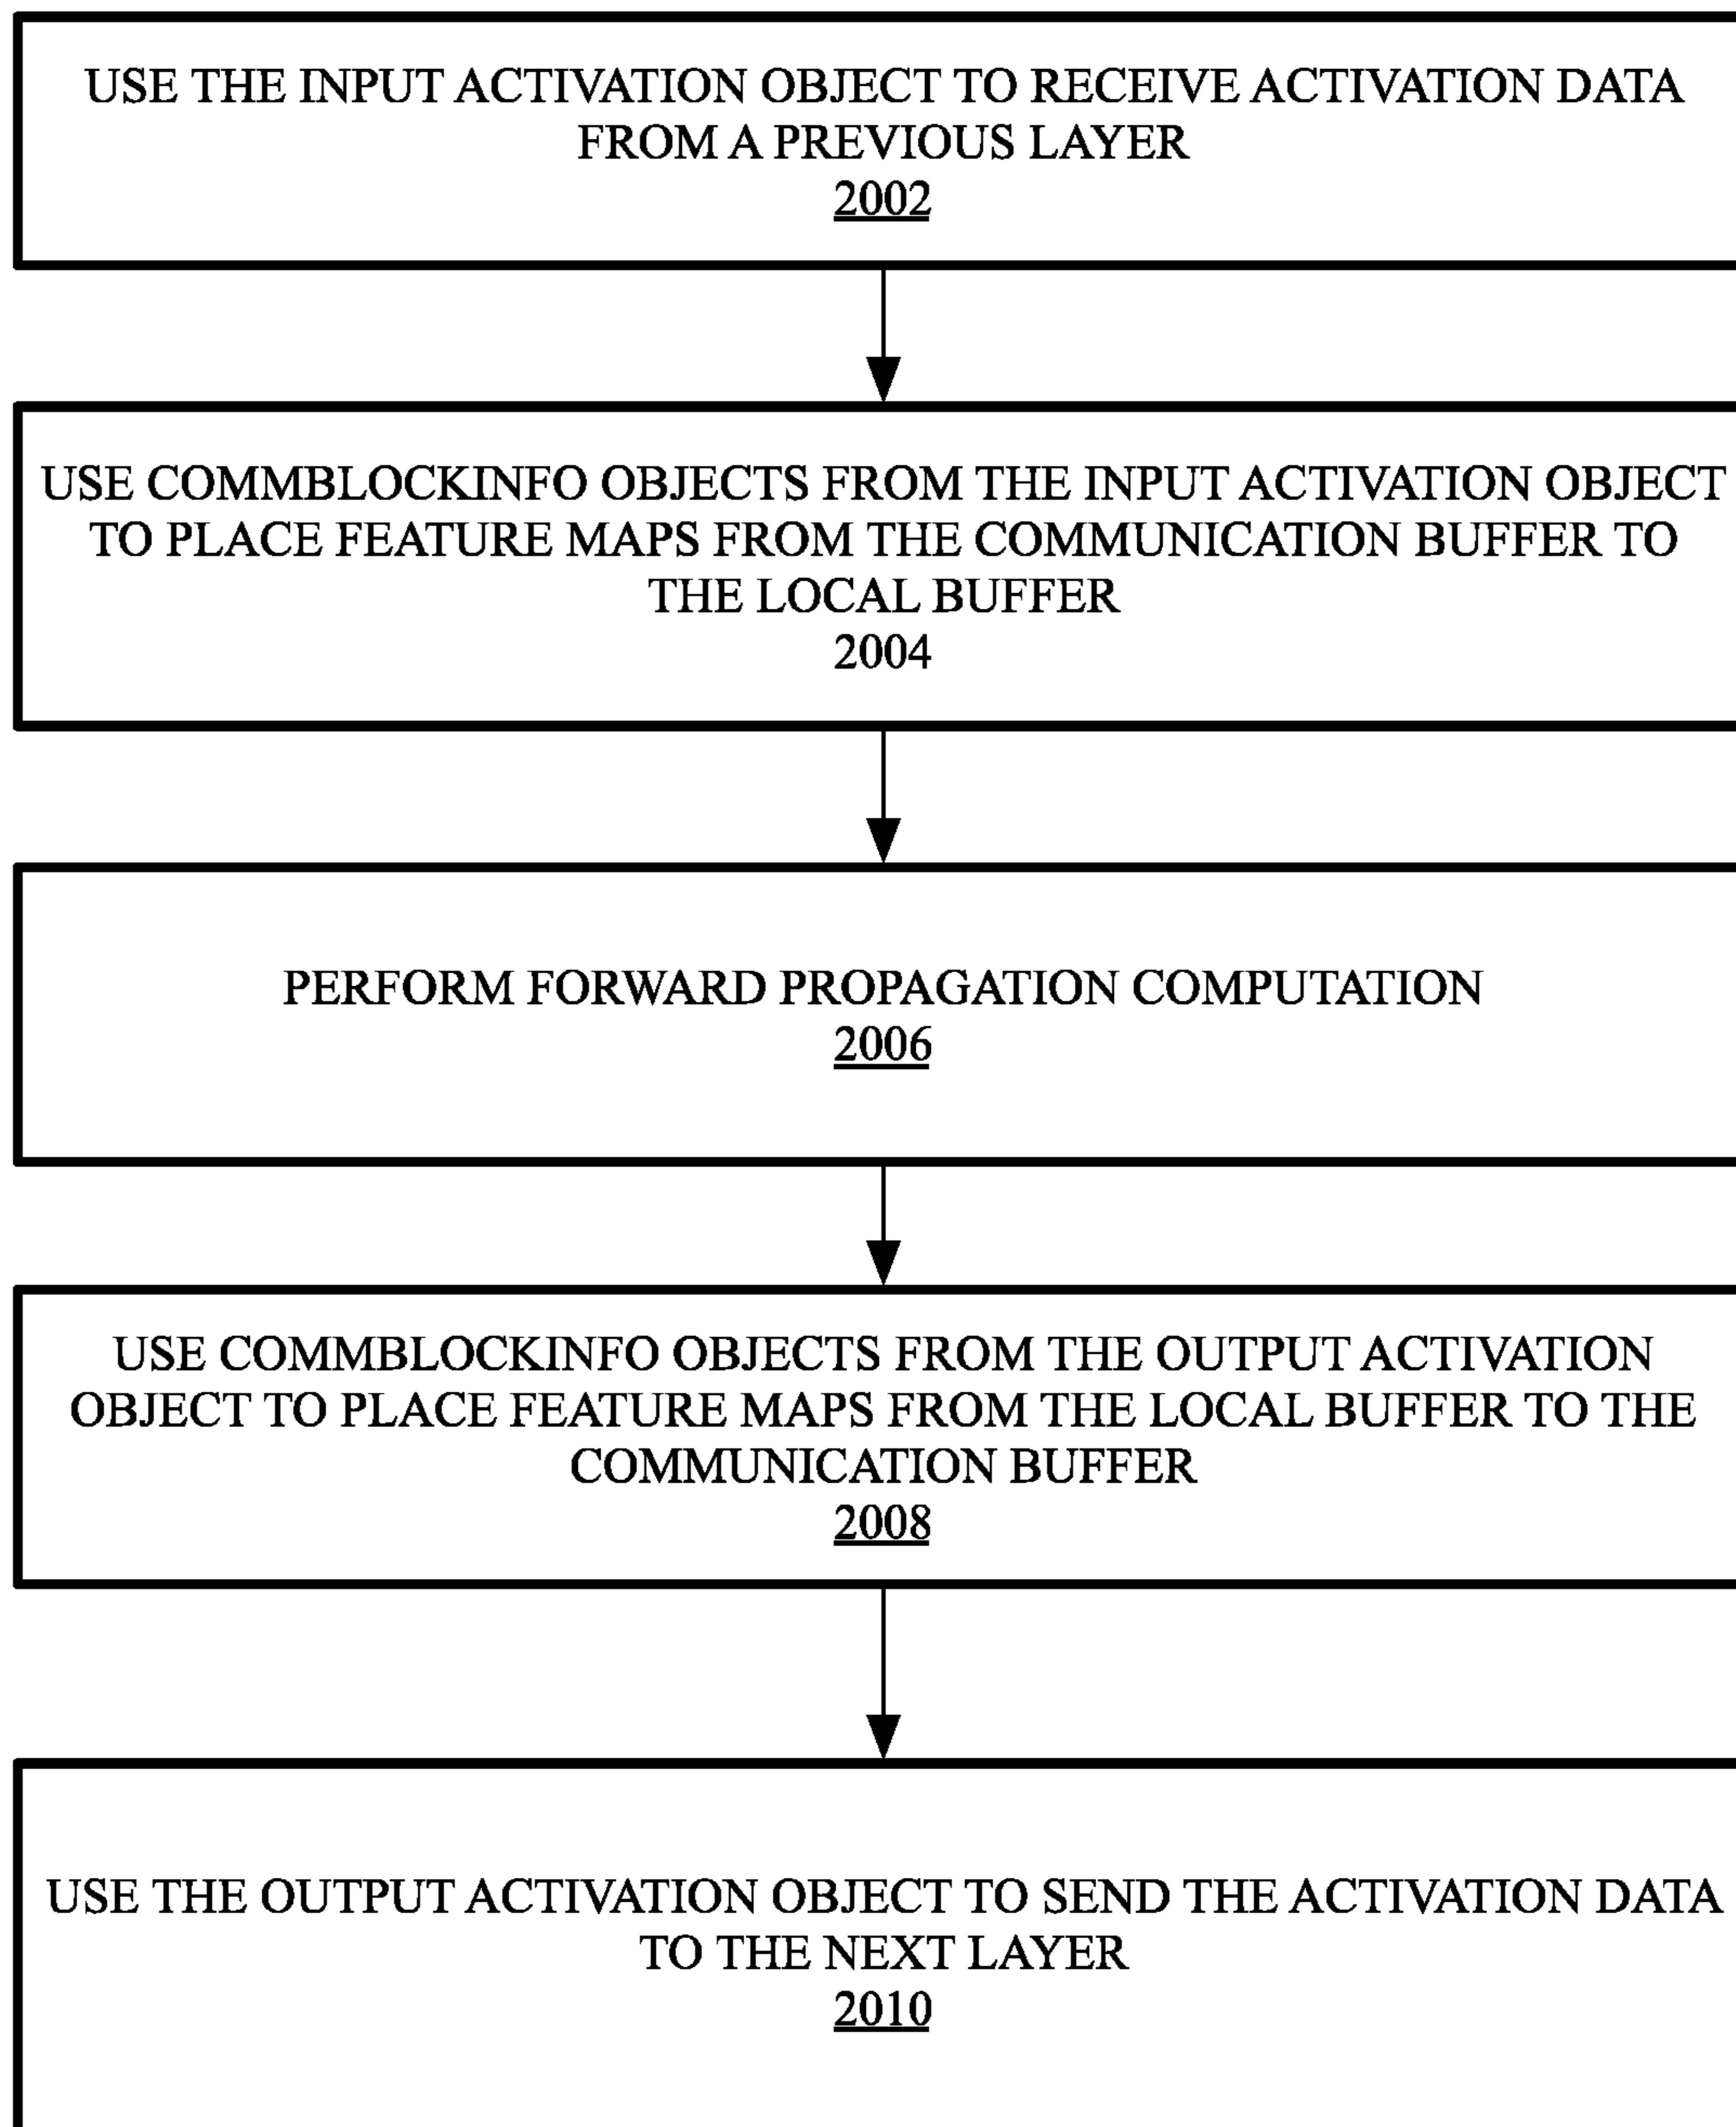 USE THE INPUT ACTIVATION OBJECT TO RECEIVE ACTIVATION DATA
FROM A PREVIOUS LAYER
2002
USE COMMBLOCKINFO OBJECTS FROM THE INPUT ACTIVATION OBJECT
TO PLACE FEATURE MAPS FROM THE COMMUNICATION BUFFER TO
THE LOCAL BUFFER
2004
PERFORM FORWARD PROPAGATION COMPUTATION
2006
USE COMMBLOCKINFO OBJECTS FROM THE OUTPUT ACTIVATION
OBJECT TO PLACE FEATURE MAPS FROM THE LOCAL BUFFER TO THE
COMMUNICATION BUFFER
2008
USE THE OUTPUT ACTIVATION OBJECT TO SEND THE ACTIVATION DATA
TO THE NEXT LAYER
2010